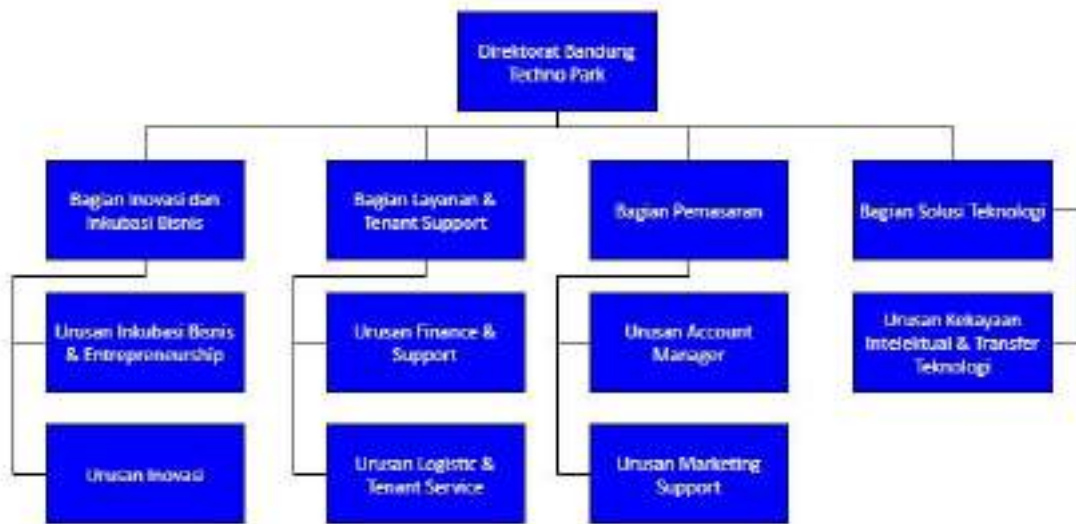 Direktorat Bandung
Techno Park
Bagian Inovasi dan
Inkubasi Bisnis
Bagian Layanan &
Tenant Support
Bagian Pemasaran
Bagian Solusi Teknologi
Urusan Inkubasi Bisnis
& Entrepreneurship
Urusan Finance &
Support
Urusan Account
Manager
Urusan Kekayaan
Intelektual & Transfer
Teknologi
Urusan Inovasi
Urusan Logistic &
Tenant Service
Urusan Marketing
Support